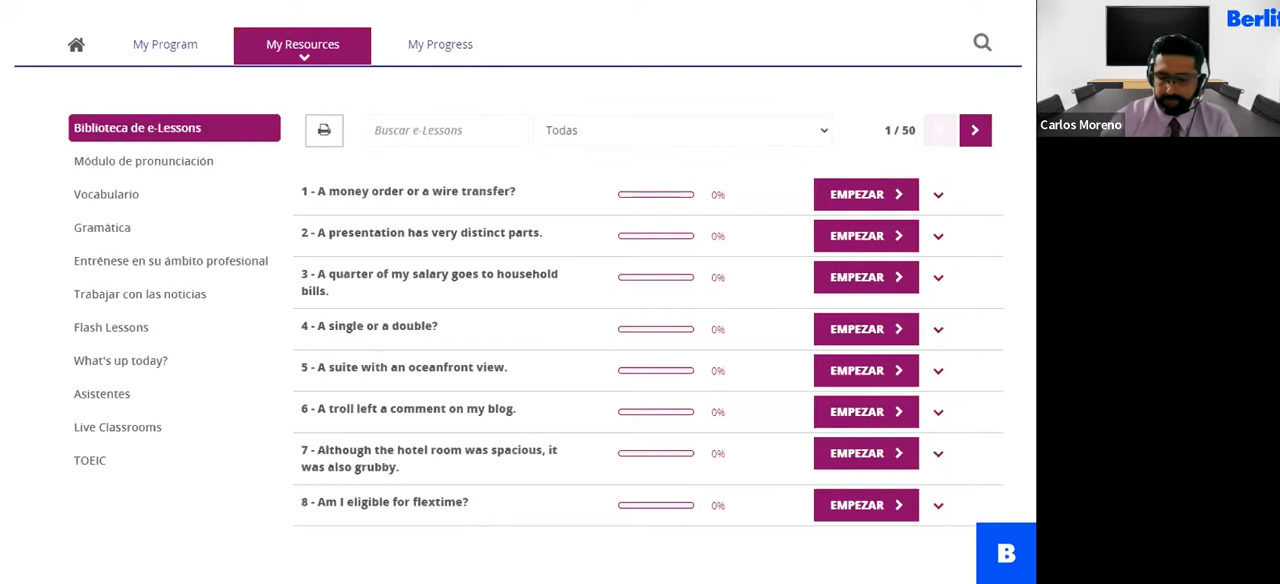 My Program
My Resources
My Progress
Berlit
Carlos Moreno
Biblioteca de e-Lessons
Módulo de pronunciación
Vocabulario
Gramática
Entrénese en su ámbito profesional
Trabajar con las noticias
Flash Lessons
What's up today?
Asistentes
Live Classrooms
TOEIC
Buscar e-Lessons
Todas
1 / 50
1 - A money order or a wire transfer?
0%
EMPEZAR
2 - A presentation has very distinct parts.
0%
EMPEZAR
3 - A quarter of my salary goes to household
bills.
0%
EMPEZAR
4 - A single or a double?
0%
EMPEZAR
5 - A suite with an oceanfront view.
0%
EMPEZAR
6 - A troll left a comment on my blog.
0%
EMPEZAR
7 - Although the hotel room was spacious, it
was also grubby.
0%
EMPEZAR
8 - Am I eligible for flextime?
0%
EMPEZAR
B